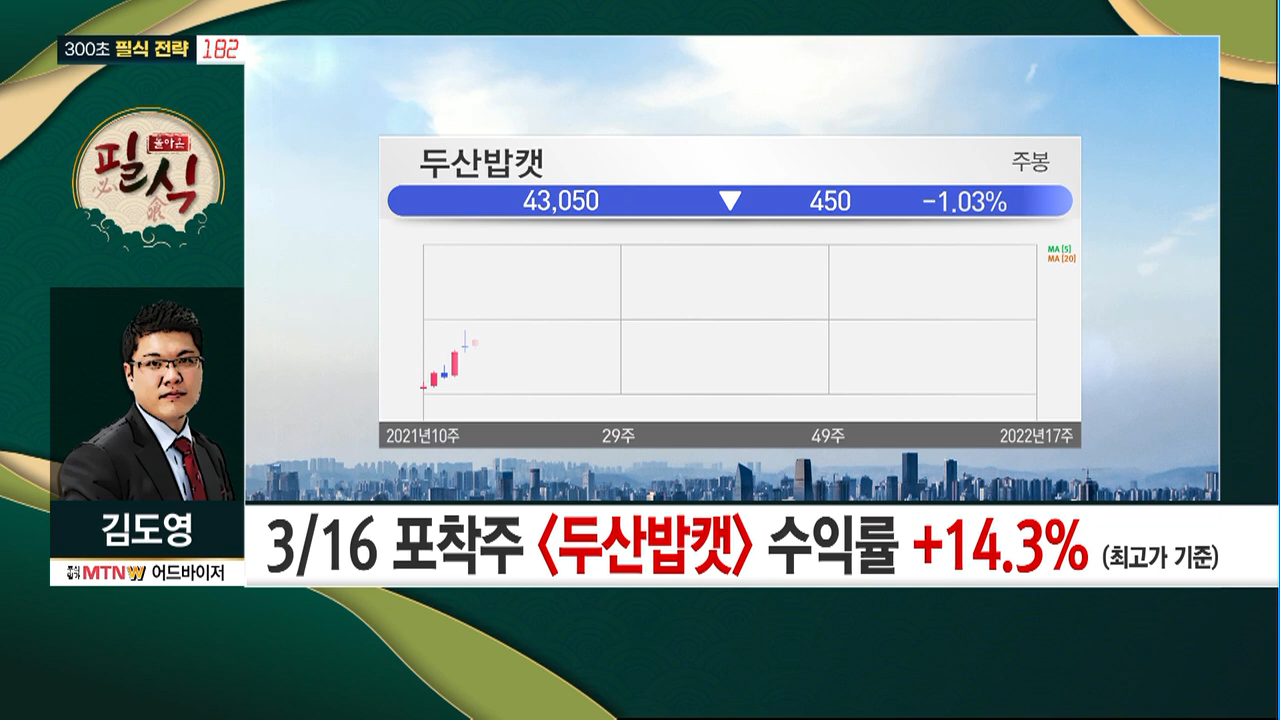 300초 필식 전략 182
돌아온
필식
두산밥캣 주봉
43,050 ▼ 450 -1.03%
MA [5]
MA [20]
2021년10주 29주 49주 2022년17주
김도영
MTNW 어드바이저
3/16 포착주 <두산밥캣> 수익률 +14.3% (최고가 기준)